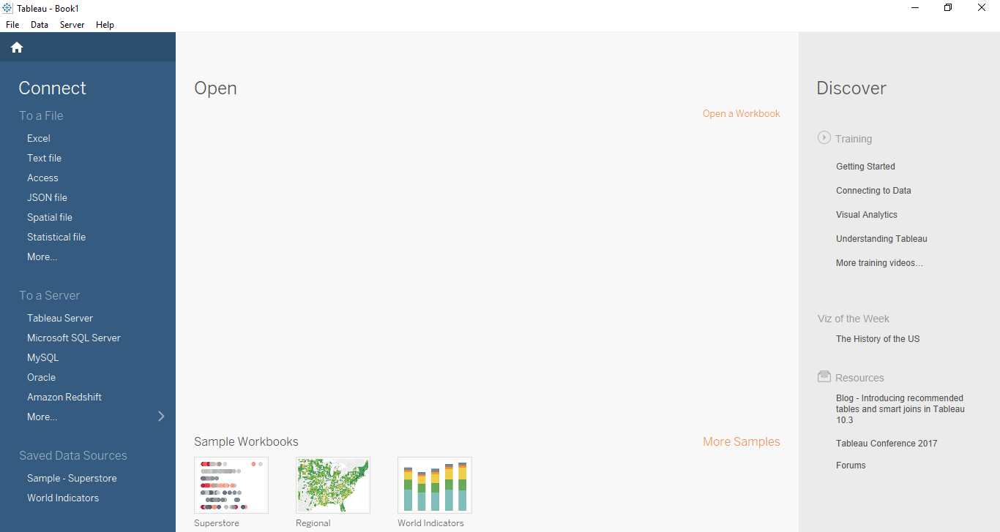 Tableau - Book1
File Data Server Help
Connect
To a File
Excel
Text file
Access
JSON file
Spatial file
Statistical file
More...
To a Server
Tableau Server
Microsoft SQL Server
MySQL
Oracle
Amazon Redshift
More...
Saved Data Sources
Sample - Superstore
World Indicators
Open
Open a Workbook
Sample Workbooks
More Samples
Superstore
Regional
World Indicators
Discover
Training
Getting Started
Connecting to Data
Visual Analytics
Understanding Tableau
More training videos...
Viz of the Week
The History of the US
Resources
Blog - Introducing recommended
tables and smart joins in Tableau
10.3
Tableau Conference 2017
Forums